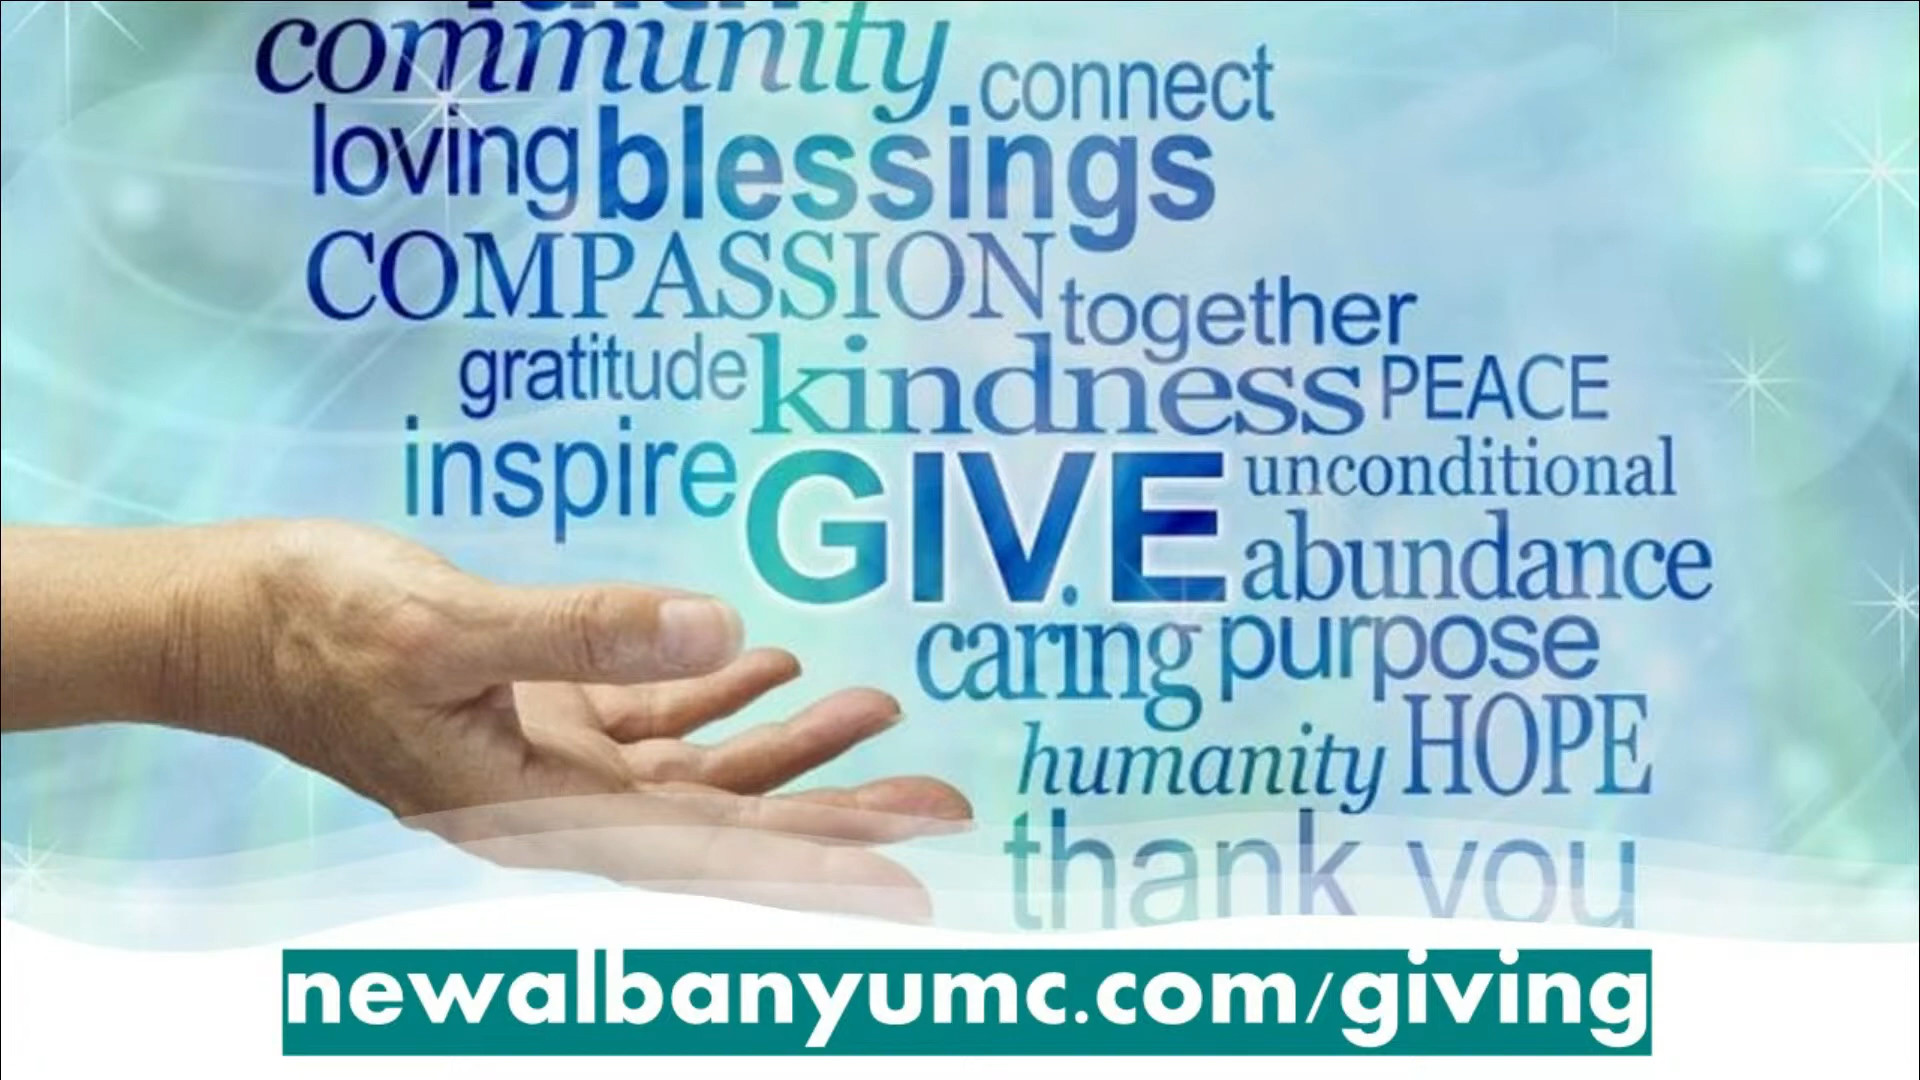 community connect
loving blessings
COMPASSION together
gratitude kindness PEACE
inspire GIVE unconditional
abundance
caring purpose
humanity HOPE
thank you
newalbanyumc.com/giving